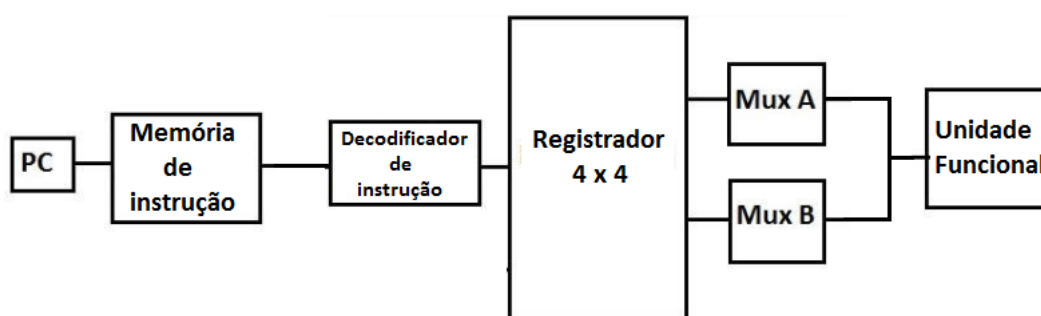 PC
Memória
de
instrução
Decodificador
de
instrução
Registrador
4 x 4
Mux A
Mux B
Unidade
Funcional